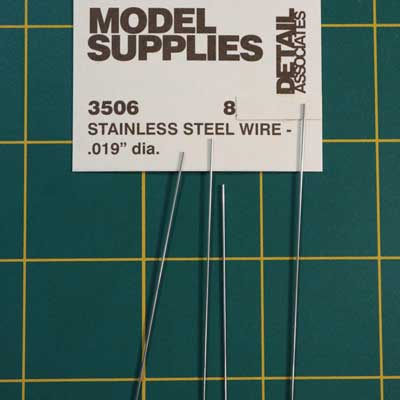 MODEL
SUPPLIES
DETAIL
ASSOCIATES
3506 8
STAINLESS STEEL WIRE -
.019” dia.